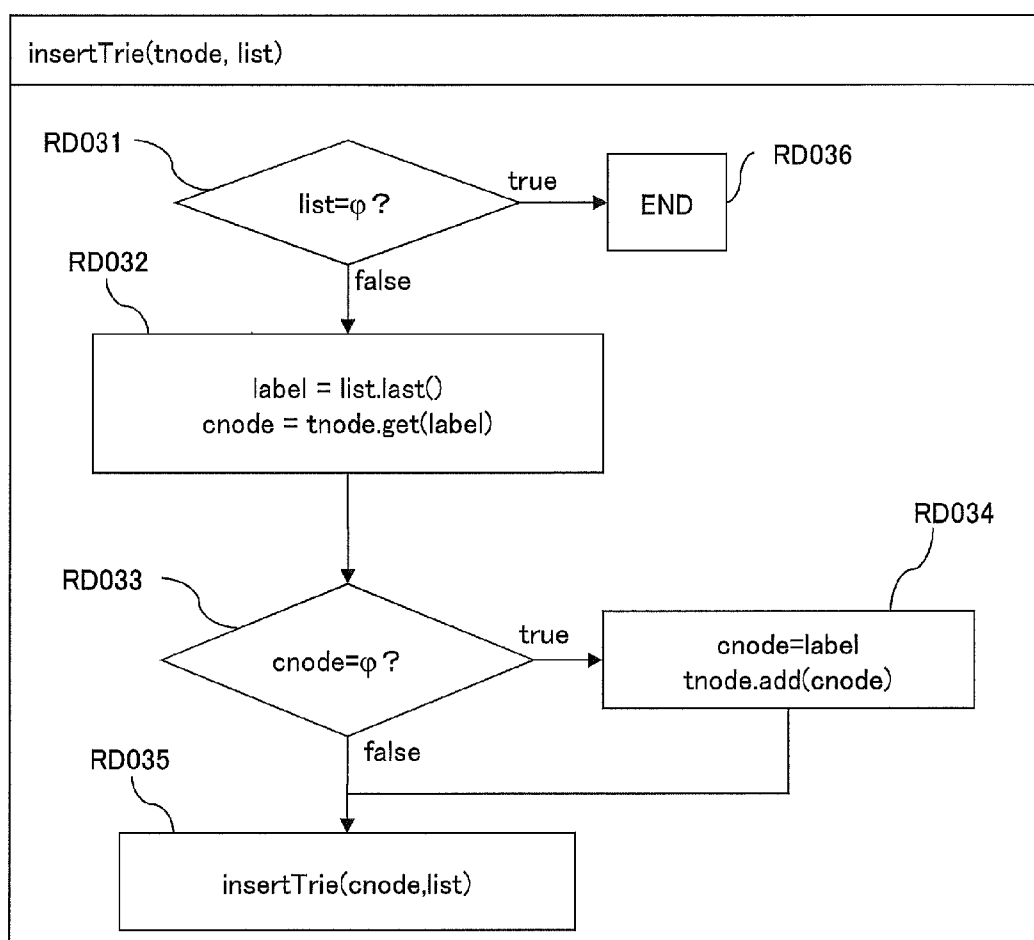 insertTrie(tnode, list)
RD031
list=φ?
true
END
RD036
false
RD032
label = list.last()
cnode = tnode.get(label)
RD033
cnode=φ?
true
RD034
cnode=label
tnode.add(cnode)
false
RD035
insertTrie(cnode,list)